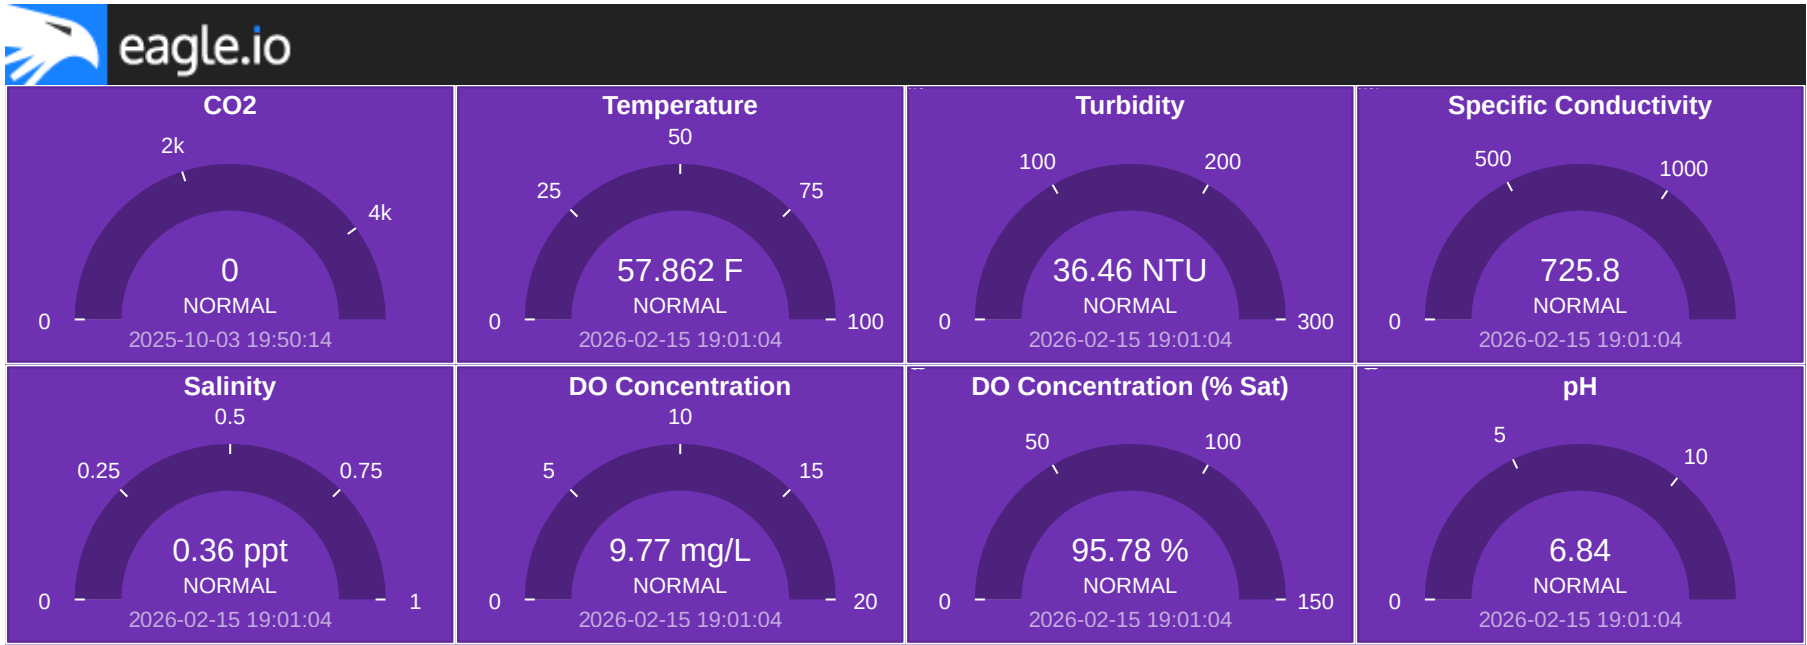 eagle.io
CO2
2k
4k
0
0
NORMAL
2025-10-03 19:50:14
Temperature
50
25
75
57.862 F
NORMAL
0
100
2026-02-15 19:01:04
Turbidity
100
200
36.46 NTU
NORMAL
0
300
2026-02-15 19:01:04
Specific Conductivity
500
1000
725.8
NORMAL
0
2026-02-15 19:01:04
Salinity
0.5
0.25
0.75
0.36 ppt
NORMAL
0
1
2026-02-15 19:01:04
DO Concentration
10
5
15
9.77 mg/L
NORMAL
0
20
2026-02-15 19:01:04
DO Concentration (% Sat)
50
100
95.78 %
NORMAL
0
150
2026-02-15 19:01:04
pH
5
10
6.84
NORMAL
0
2026-02-15 19:01:04